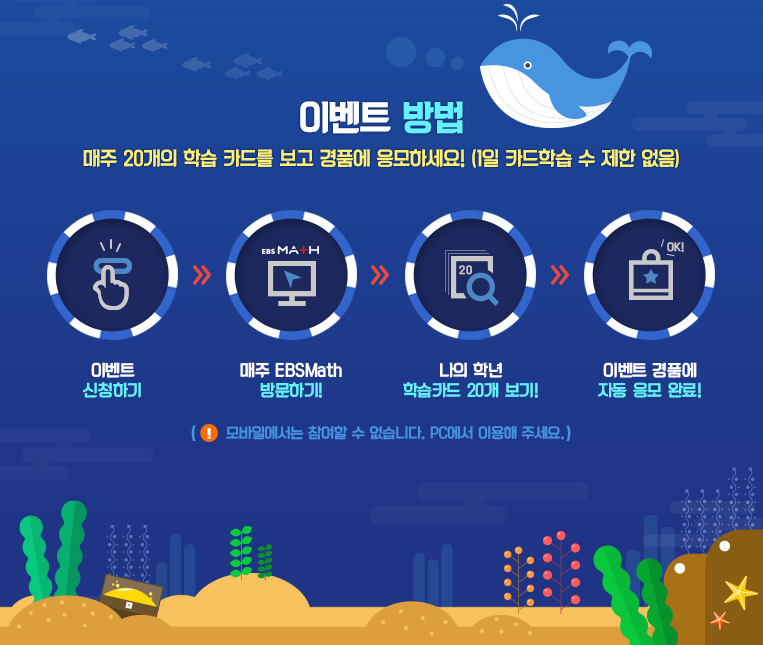 이벤트 방법
매주 20개의 학습 카드를 보고 경품에 응모하세요! (1일 카드학습 수 제한 없음)
EBS MATH
20
OK!
이벤트
신청하기
매주 EBSMath
방문하기!
나의 학년
학습카드 20개 보기!
이벤트 경품에
자동 응모 완료!
( ! 모바일에서는 참여할 수 없습니다. PC에서 이용해 주세요.)